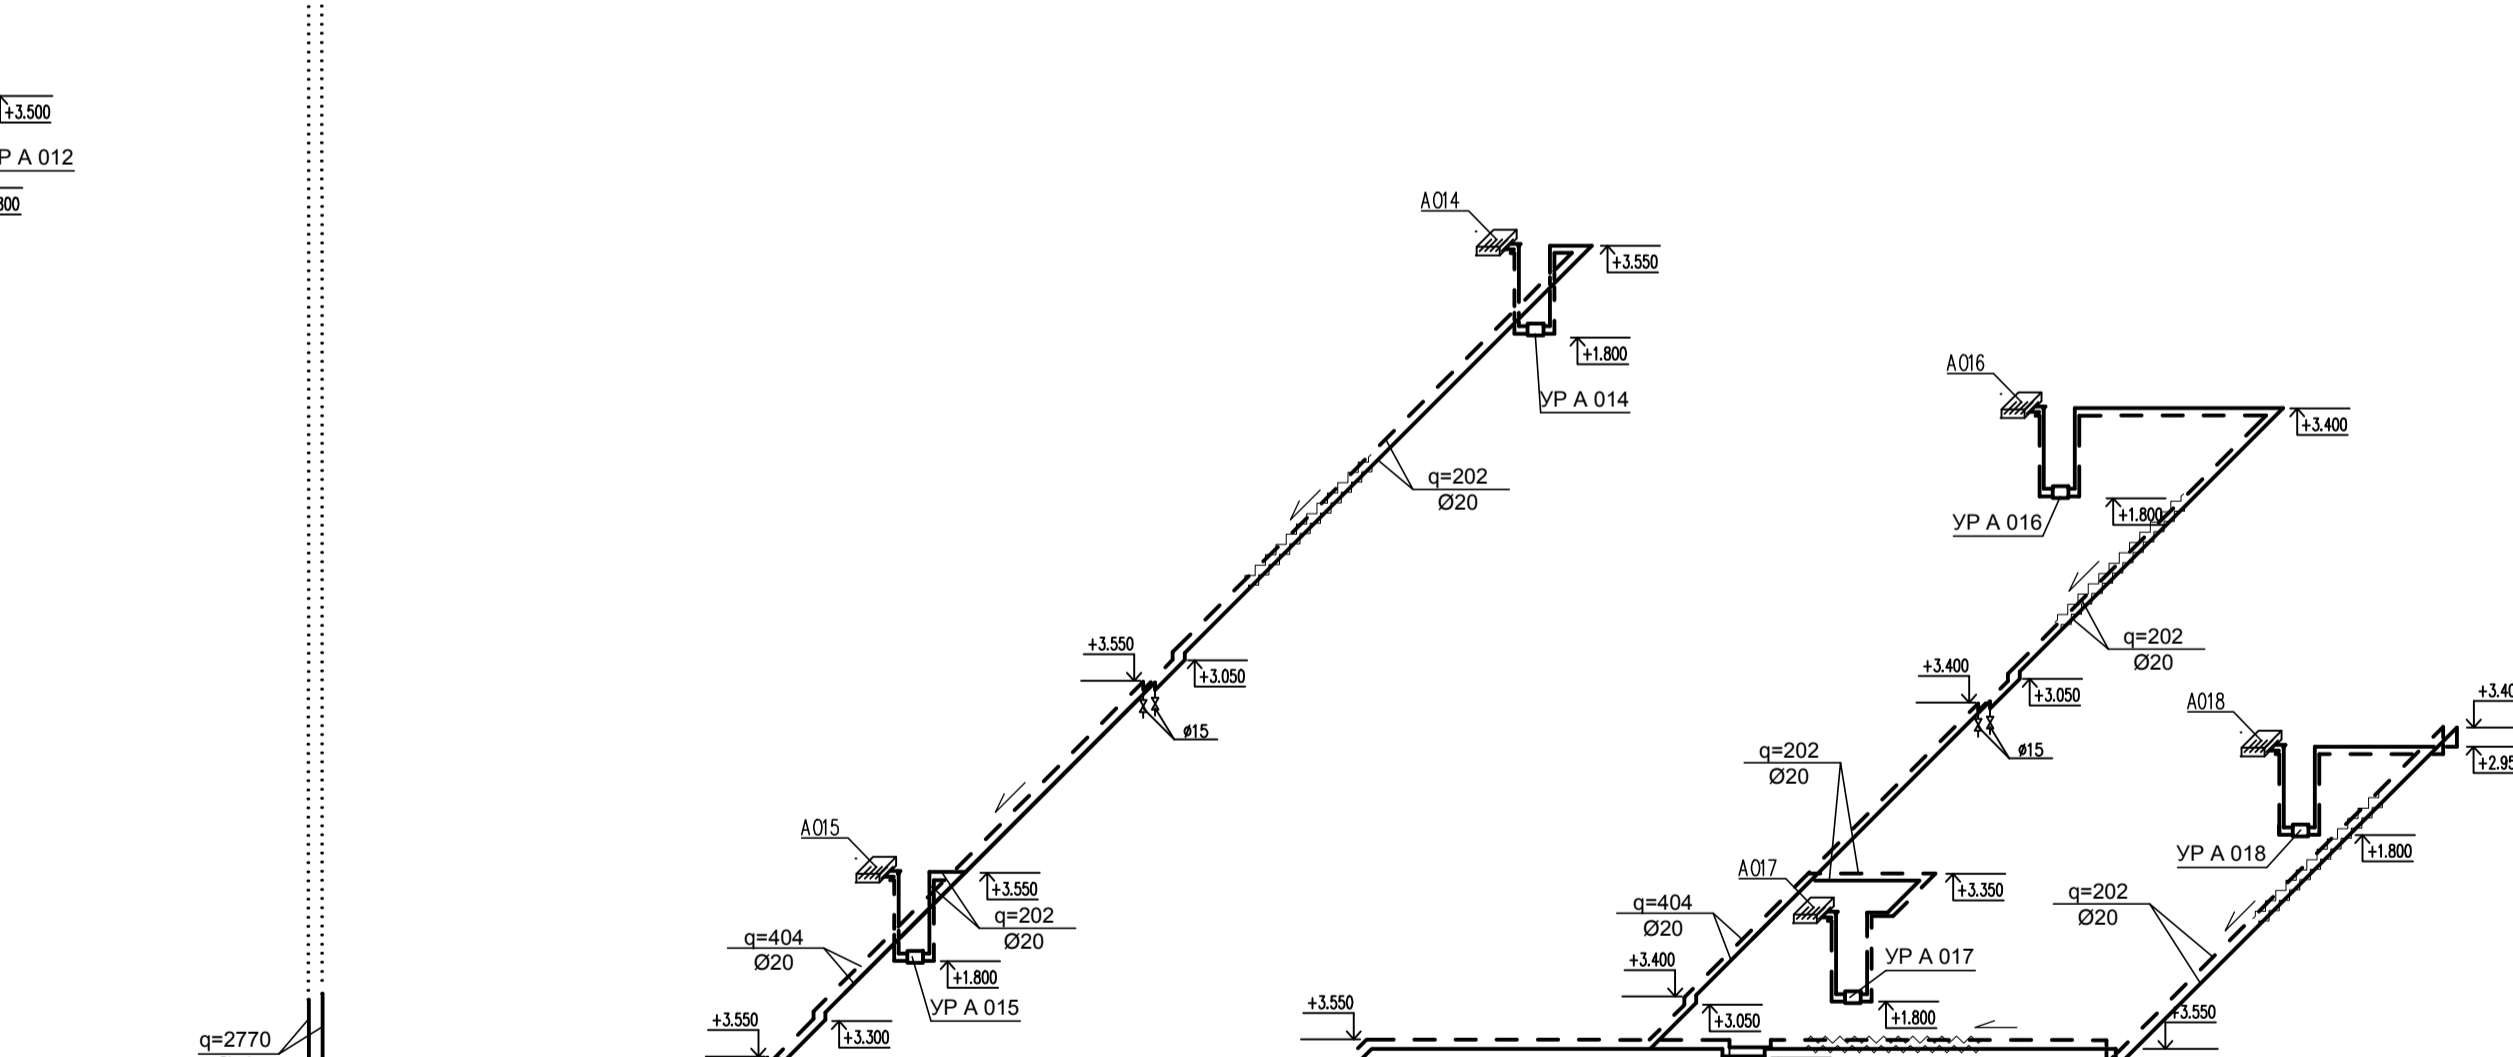 +3.500
Р А 012
А014
+3.550
+1.800
УР А 014
А016
+3.400
q=202
Ø20
+1.800
УР А 016
+3.550
+3.050
q=202
Ø20
+3.400
+3.050
А018
ø15
q=202
Ø20
ø15
А015
+1.800
УР А 018
+3.550
А017
+3.350
q=202
Ø20
q=202
Ø20
q=404
Ø20
q=404
Ø20
УР А 017
+3.400
+1.800
УР А 015
+3.550
+3.050
+1.800
+3.550
+3.550
+3.300
q=2770